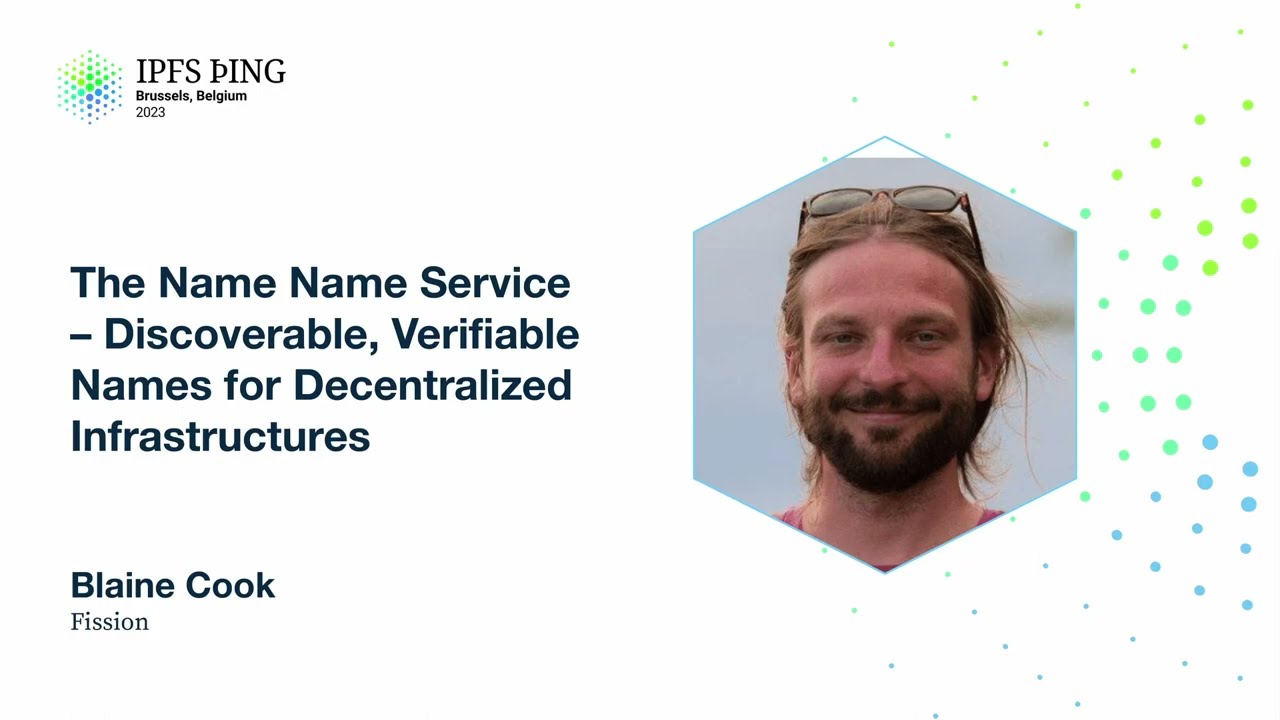 IPFS ÞING
Brussels, Belgium
2023
The Name Name Service
– Discoverable, Verifiable
Names for Decentralized
Infrastructures
Blaine Cook
Fission